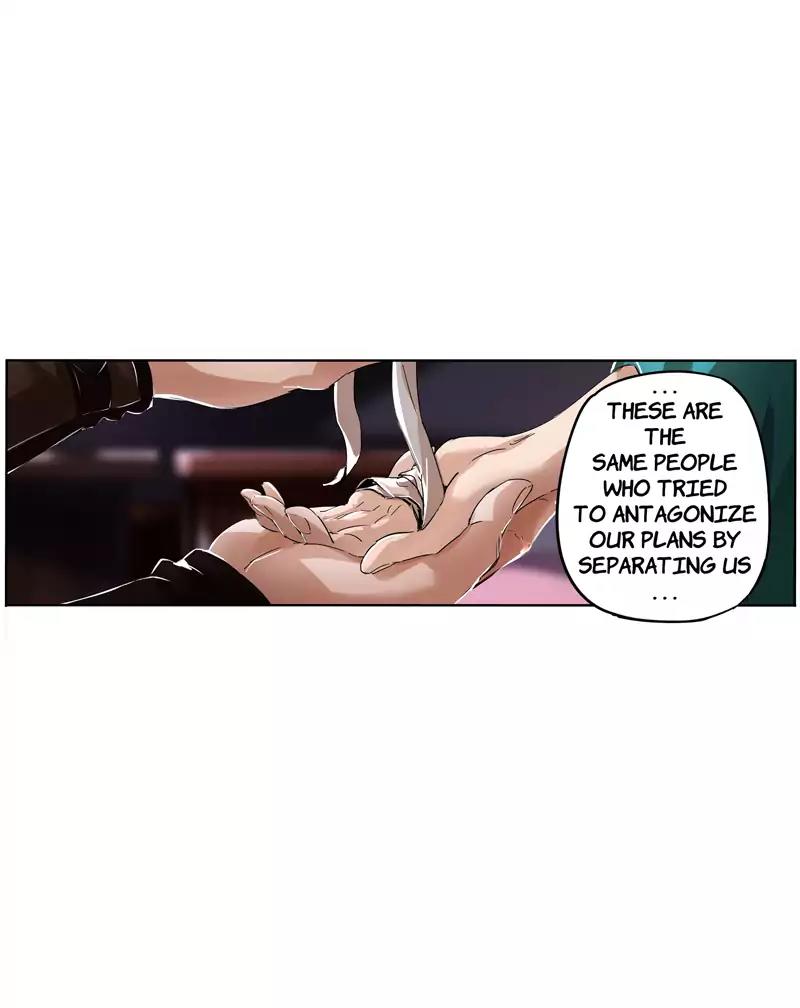 ...
THESE ARE
THE
SAME PEOPLE
WHO TRIED
TO ANTAGONIZE
OUR PLANS BY
SEPARATING US
...